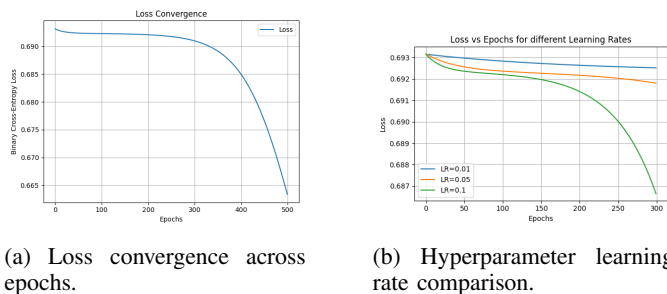 Loss Convergence
Loss
0.690
0.685
0.680
0.675
0.670
0.665
Binary Cross-Entropy Loss
0 100 200 300 400 500
Epochs
(a) Loss convergence across
epochs.
Loss vs Epochs for different Learning Rates
0.693
0.692
0.691
0.690
0.689
0.688
0.687
Loss
LR=0.01
LR=0.05
LR=0.1
0 50 100 150 200 250 300
Epochs
(b) Hyperparameter learning
rate comparison.